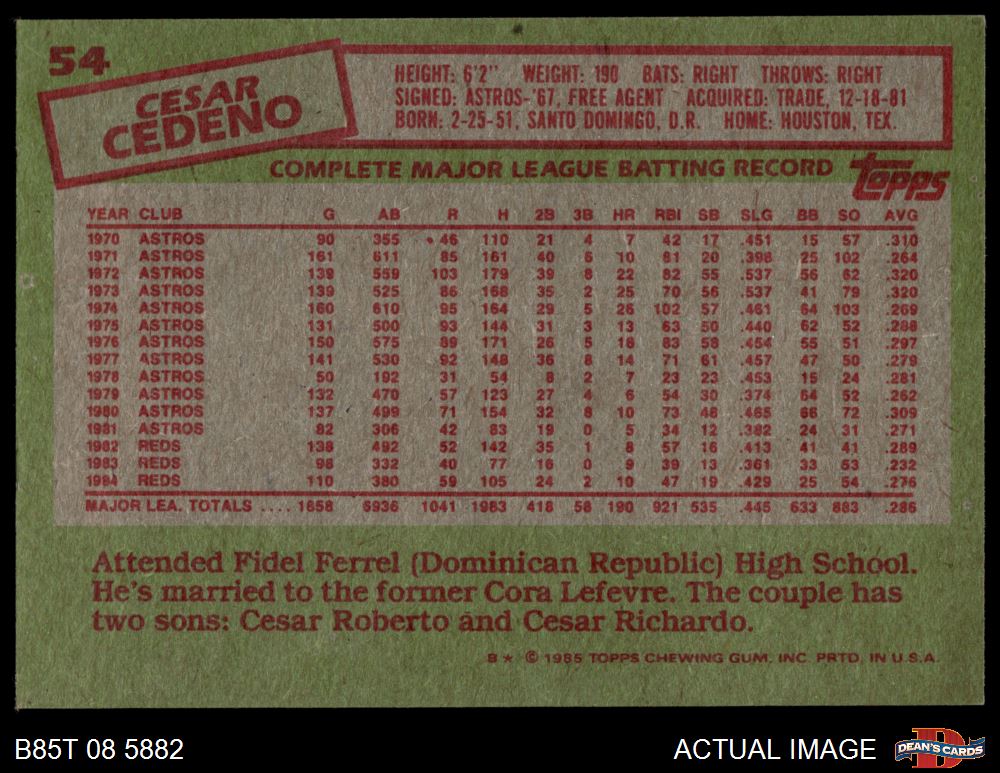 54
CESAR
CEDENO
HEIGHT: 6'2" WEIGHT: 190 BATS: RIGHT THROWS: RIGHT
SIGNED: ASTROS-'67, FREE AGENT ACQUIRED: TRADE, 12-18-81
BORN: 2-25-51, SANTO DOMINGO, D.R. HOME: HOUSTON, TEX.
COMPLETE MAJOR LEAGUE BATTING RECORD
Topps
YEAR CLUB G AB R H 2B 3B HR RBI SB SLG BB SO AVG
1970 ASTROS 90 355 46 110 21 4 7 42 17 .451 15 57 .310
1971 ASTROS 161 611 85 161 40 6 10 81 20 .398 25 102 .264
1972 ASTROS 139 559 103 179 39 8 22 82 55 .537 56 62 .320
1973 ASTROS 139 525 86 168 35 2 25 70 56 .537 41 79 .320
1974 ASTROS 160 610 95 164 29 5 26 102 57 .461 64 103 .269
1975 ASTROS 131 500 93 144 31 3 13 63 50 .440 62 52 .288
1976 ASTROS 150 575 89 171 26 5 18 83 58 .454 55 51 .297
1977 ASTROS 141 530 92 148 36 8 14 71 61 .457 47 50 .279
1978 ASTROS 50 192 31 54 8 2 7 23 23 .453 15 24 .281
1979 ASTROS 132 470 57 123 27 4 6 54 30 .374 64 52 .262
1980 ASTROS 137 499 71 154 32 8 10 73 48 .465 66 72 .309
1981 ASTROS 82 306 42 83 19 0 5 34 12 .382 24 31 .271
1982 REDS 138 492 52 142 35 1 8 57 16 .413 41 41 .289
1983 REDS 98 332 40 77 16 0 9 39 13 .361 33 53 .232
1984 REDS 110 380 59 105 24 2 10 47 19 .429 25 54 .276
MAJOR LEA. TOTALS .... 1858 6936 1041 1983 418 58 190 921 535 .445 633 883 .286
Attended Fidel Ferrel (Dominican Republic) High School.
He's married to the former Cora Lefevre. The couple has
two sons: Cesar Roberto and Cesar Richardo.
B* © 1985 TOPPS CHEWING GUM, INC. PRTD. IN U.S.A.
B85T 08 5882
ACTUAL IMAGE
D
DEAN'S CARDS